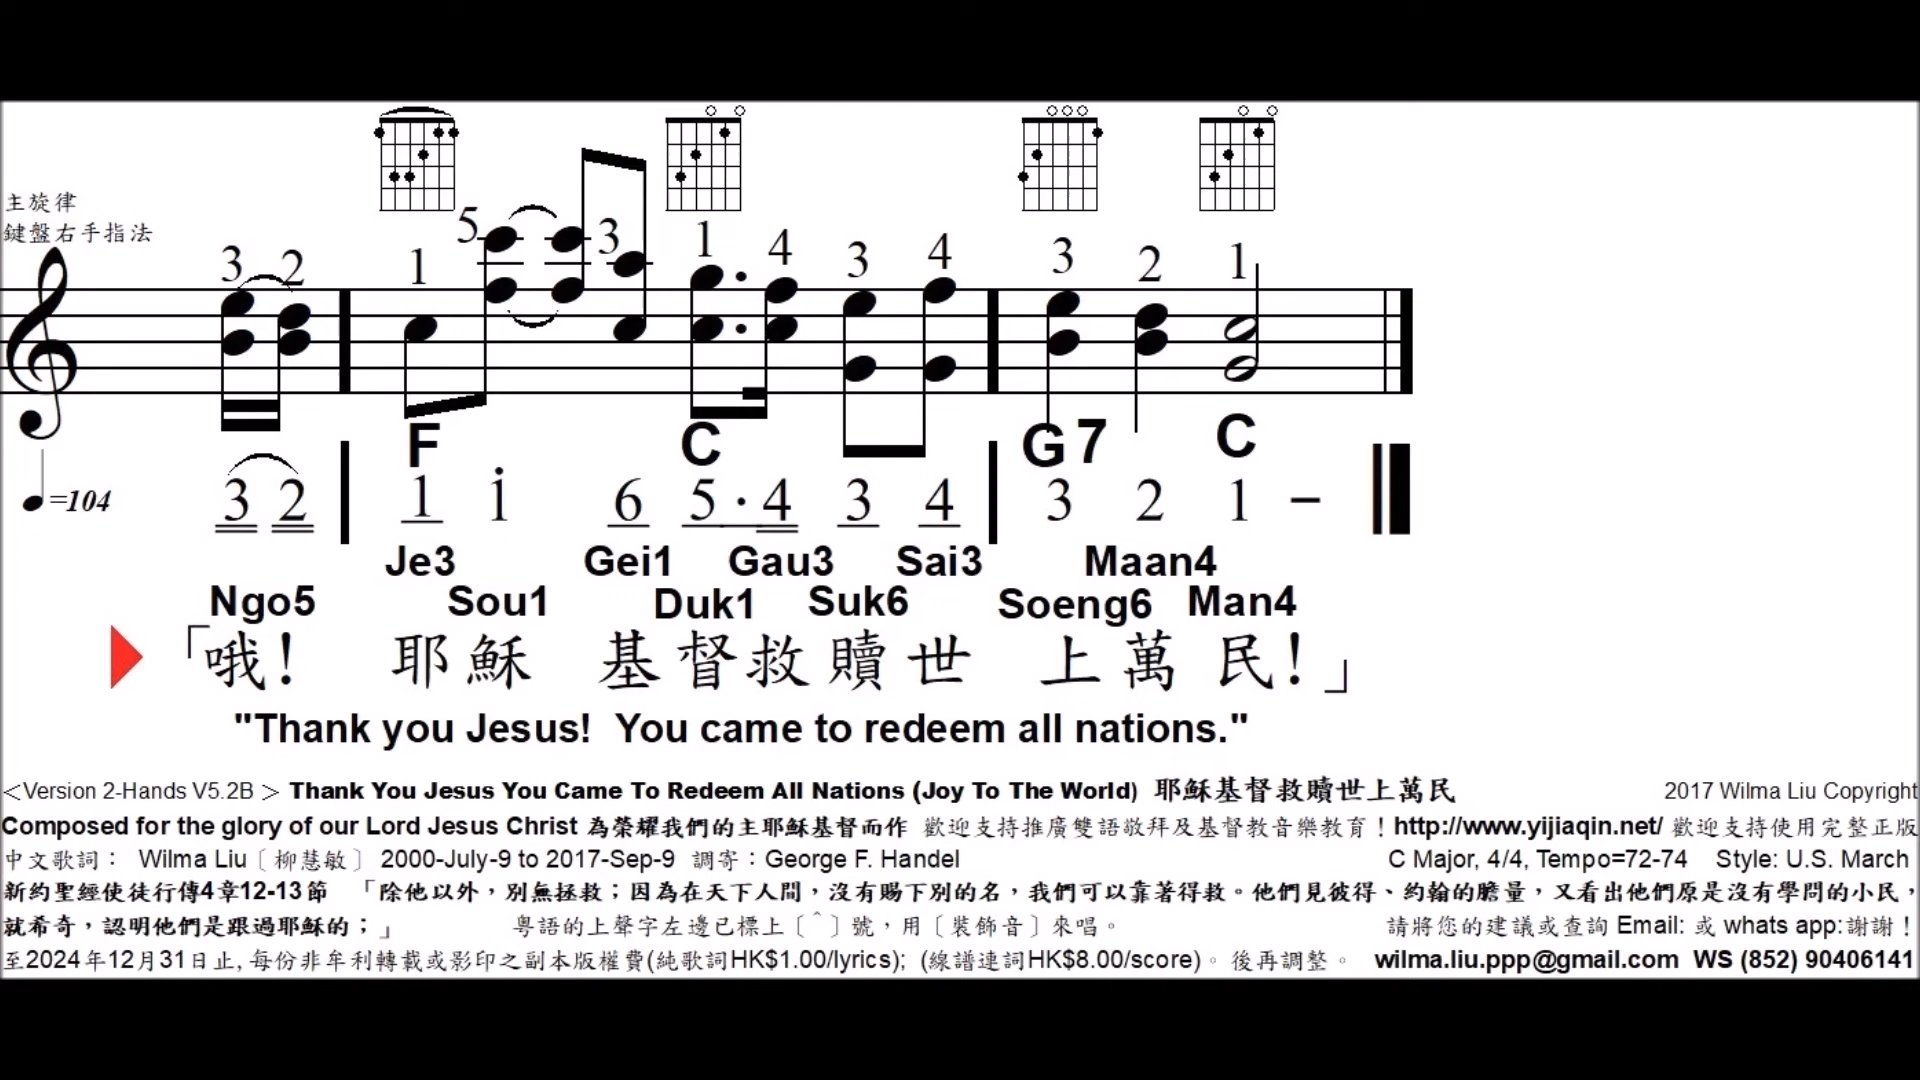 主旋律
鍵盤右手指法
3 2 1 5 3 1 4 3 4 3 2 1
F C G7 C
=104 3 2 1 1 6 5 · 4 3 4 3 2 1 –
Je3 Gei1 Gau3 Sai3 Maan4
Ngo5 Sou1 Duk1 Suk6 Soeng6 Man4
「哦! 耶穌 基督救贖世 上萬民!」
"Thank you Jesus! You came to redeem all nations."
<Version 2-Hands V5.2B > Thank You Jesus You Came To Redeem All Nations (Joy To The World) 耶穌基督救贖世上萬民 2017 Wilma Liu Copyright
Composed for the glory of our Lord Jesus Christ 為榮耀我們的主耶穌基督而作 歡迎支持推廣雙語敬拜及基督教音樂教育！http://www.yijiaqin.net/ 歡迎支持使用完整正版
中文歌詞： Wilma Liu〔柳慧敏〕 2000-July-9 to 2017-Sep-9 調寄：George F. Handel C Major, 4/4, Tempo=72-74 Style: U.S. March
新約聖經使徒行傳4章12-13節 「除他以外，別無拯救；因為在天下人間，沒有賜下別的名，我們可以靠著得救。他們見彼得、約翰的膽量，又看出他們原是沒有學問的小民，
就希奇，認明他們是跟過耶穌的；」 粵語的上聲字左邊已標上〔^〕號，用〔裝飾音〕來唱。 請將您的建議或查詢 Email: 或 whats app:謝謝！
至2024年12月31日止, 每份非牟利轉載或影印之副本版權費(純歌詞HK$1.00/lyrics); (線譜連詞HK$8.00/score)。後再調整。 wilma.liu.ppp@gmail.com WS (852) 90406141